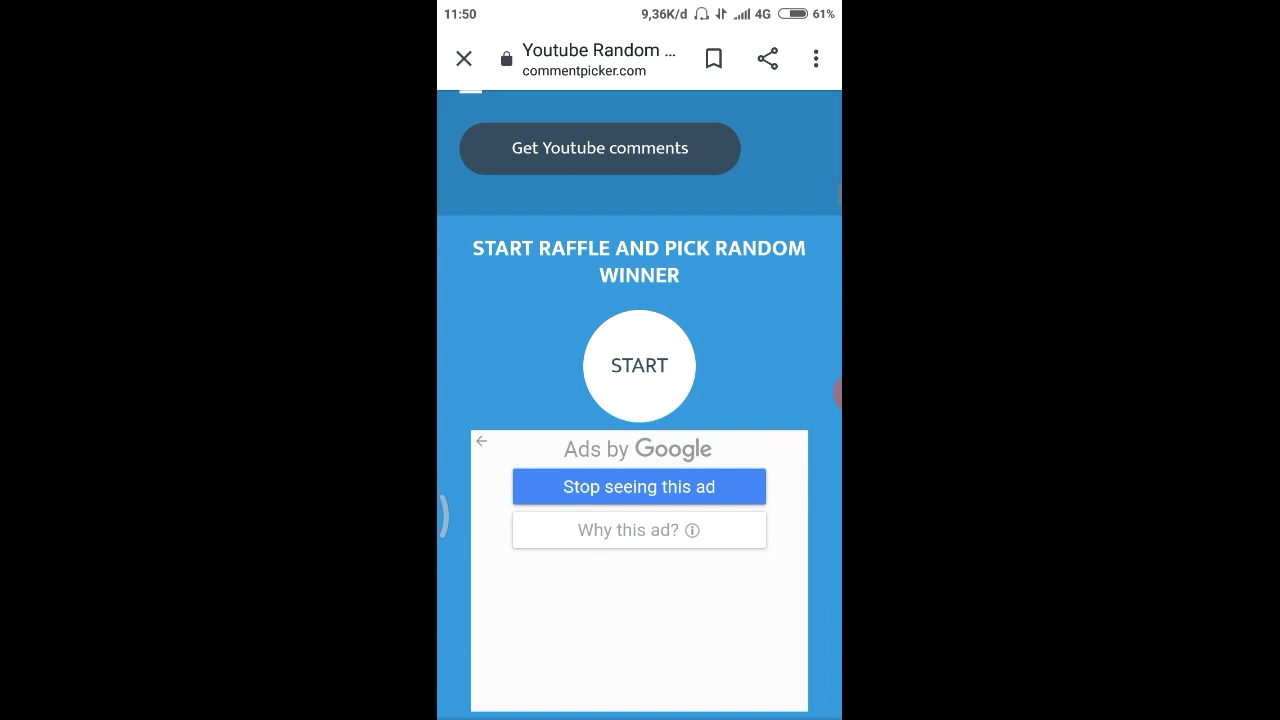 11:50
9,36K/d
4G
61%
Youtube Random ...
commentpicker.com
Get Youtube comments
START RAFFLE AND PICK RANDOM
WINNER
START
Ads by Google
Stop seeing this ad
Why this ad?